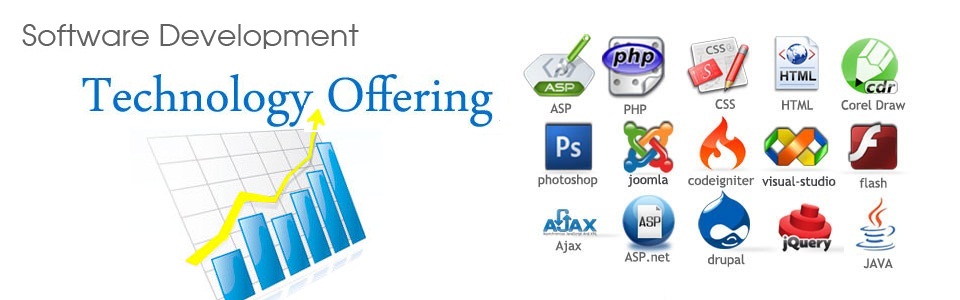 Software Development
Technology Offering
ASP
ASP
php
PHP
CSS
CSS
HTML
HTML
cdr
Corel Draw
Ps
photoshop
joomla
codeigniter
visual-studio
flash
AJAX
Ajax
ASP
ASP.net
drupal
jQuery
JAVA